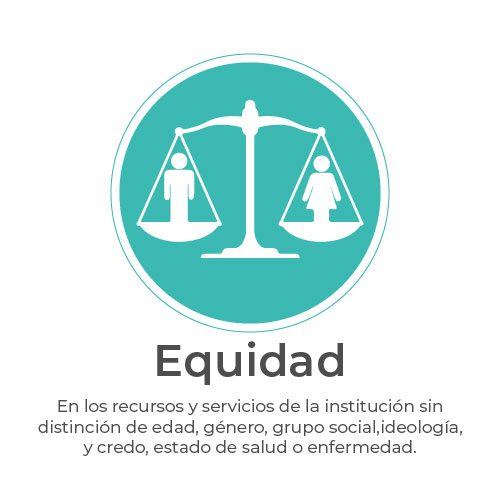 Equidad
En los recursos y servicios de la institución sin
distinción de edad, género, grupo social,ideología,
y credo, estado de salud o enfermedad.